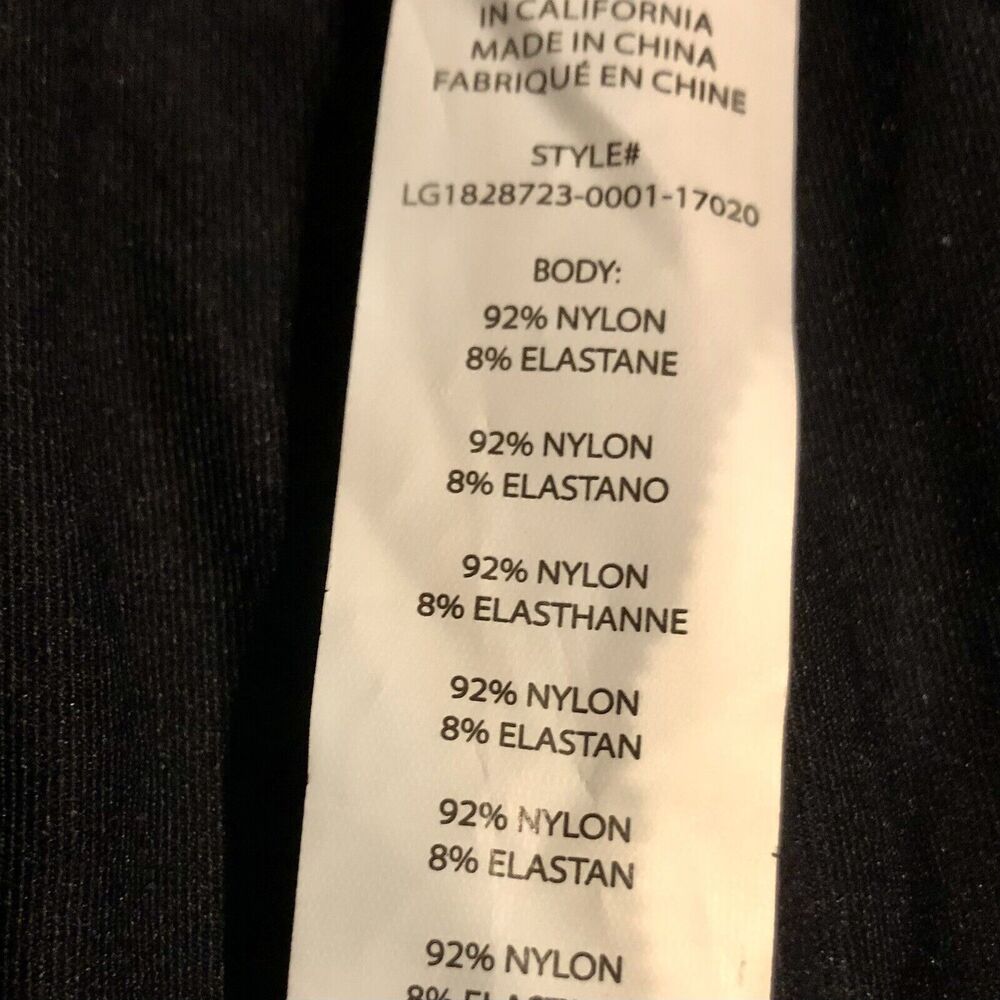 IN CALIFORNIA
MADE IN CHINA
FABRIQUÉ EN CHINE
STYLE#
LG1828723-0001-17020
BODY:
92% NYLON
8% ELASTANE
92% NYLON
8% ELASTANO
92% NYLON
8% ELASTHANNE
92% NYLON
8% ELASTAN
92% NYLON
8% ELASTAN
92% NYLON
8%